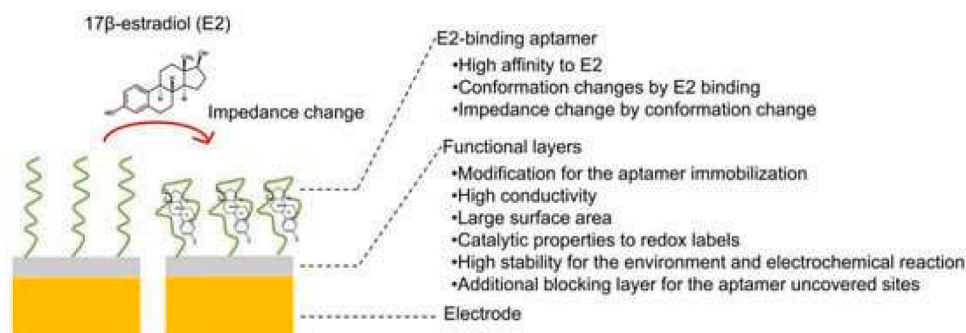 17β-estradiol (E2)
Impedance change
E2-binding aptamer
•High affinity to E2
•Conformation changes by E2 binding
•Impedance change by conformation change
Functional layers
•Modification for the aptamer immobilization
•High conductivity
•Large surface area
•Catalytic properties to redox labels
•High stability for the environment and electrochemical reaction
•Additional blocking layer for the aptamer uncovered sites
Electrode